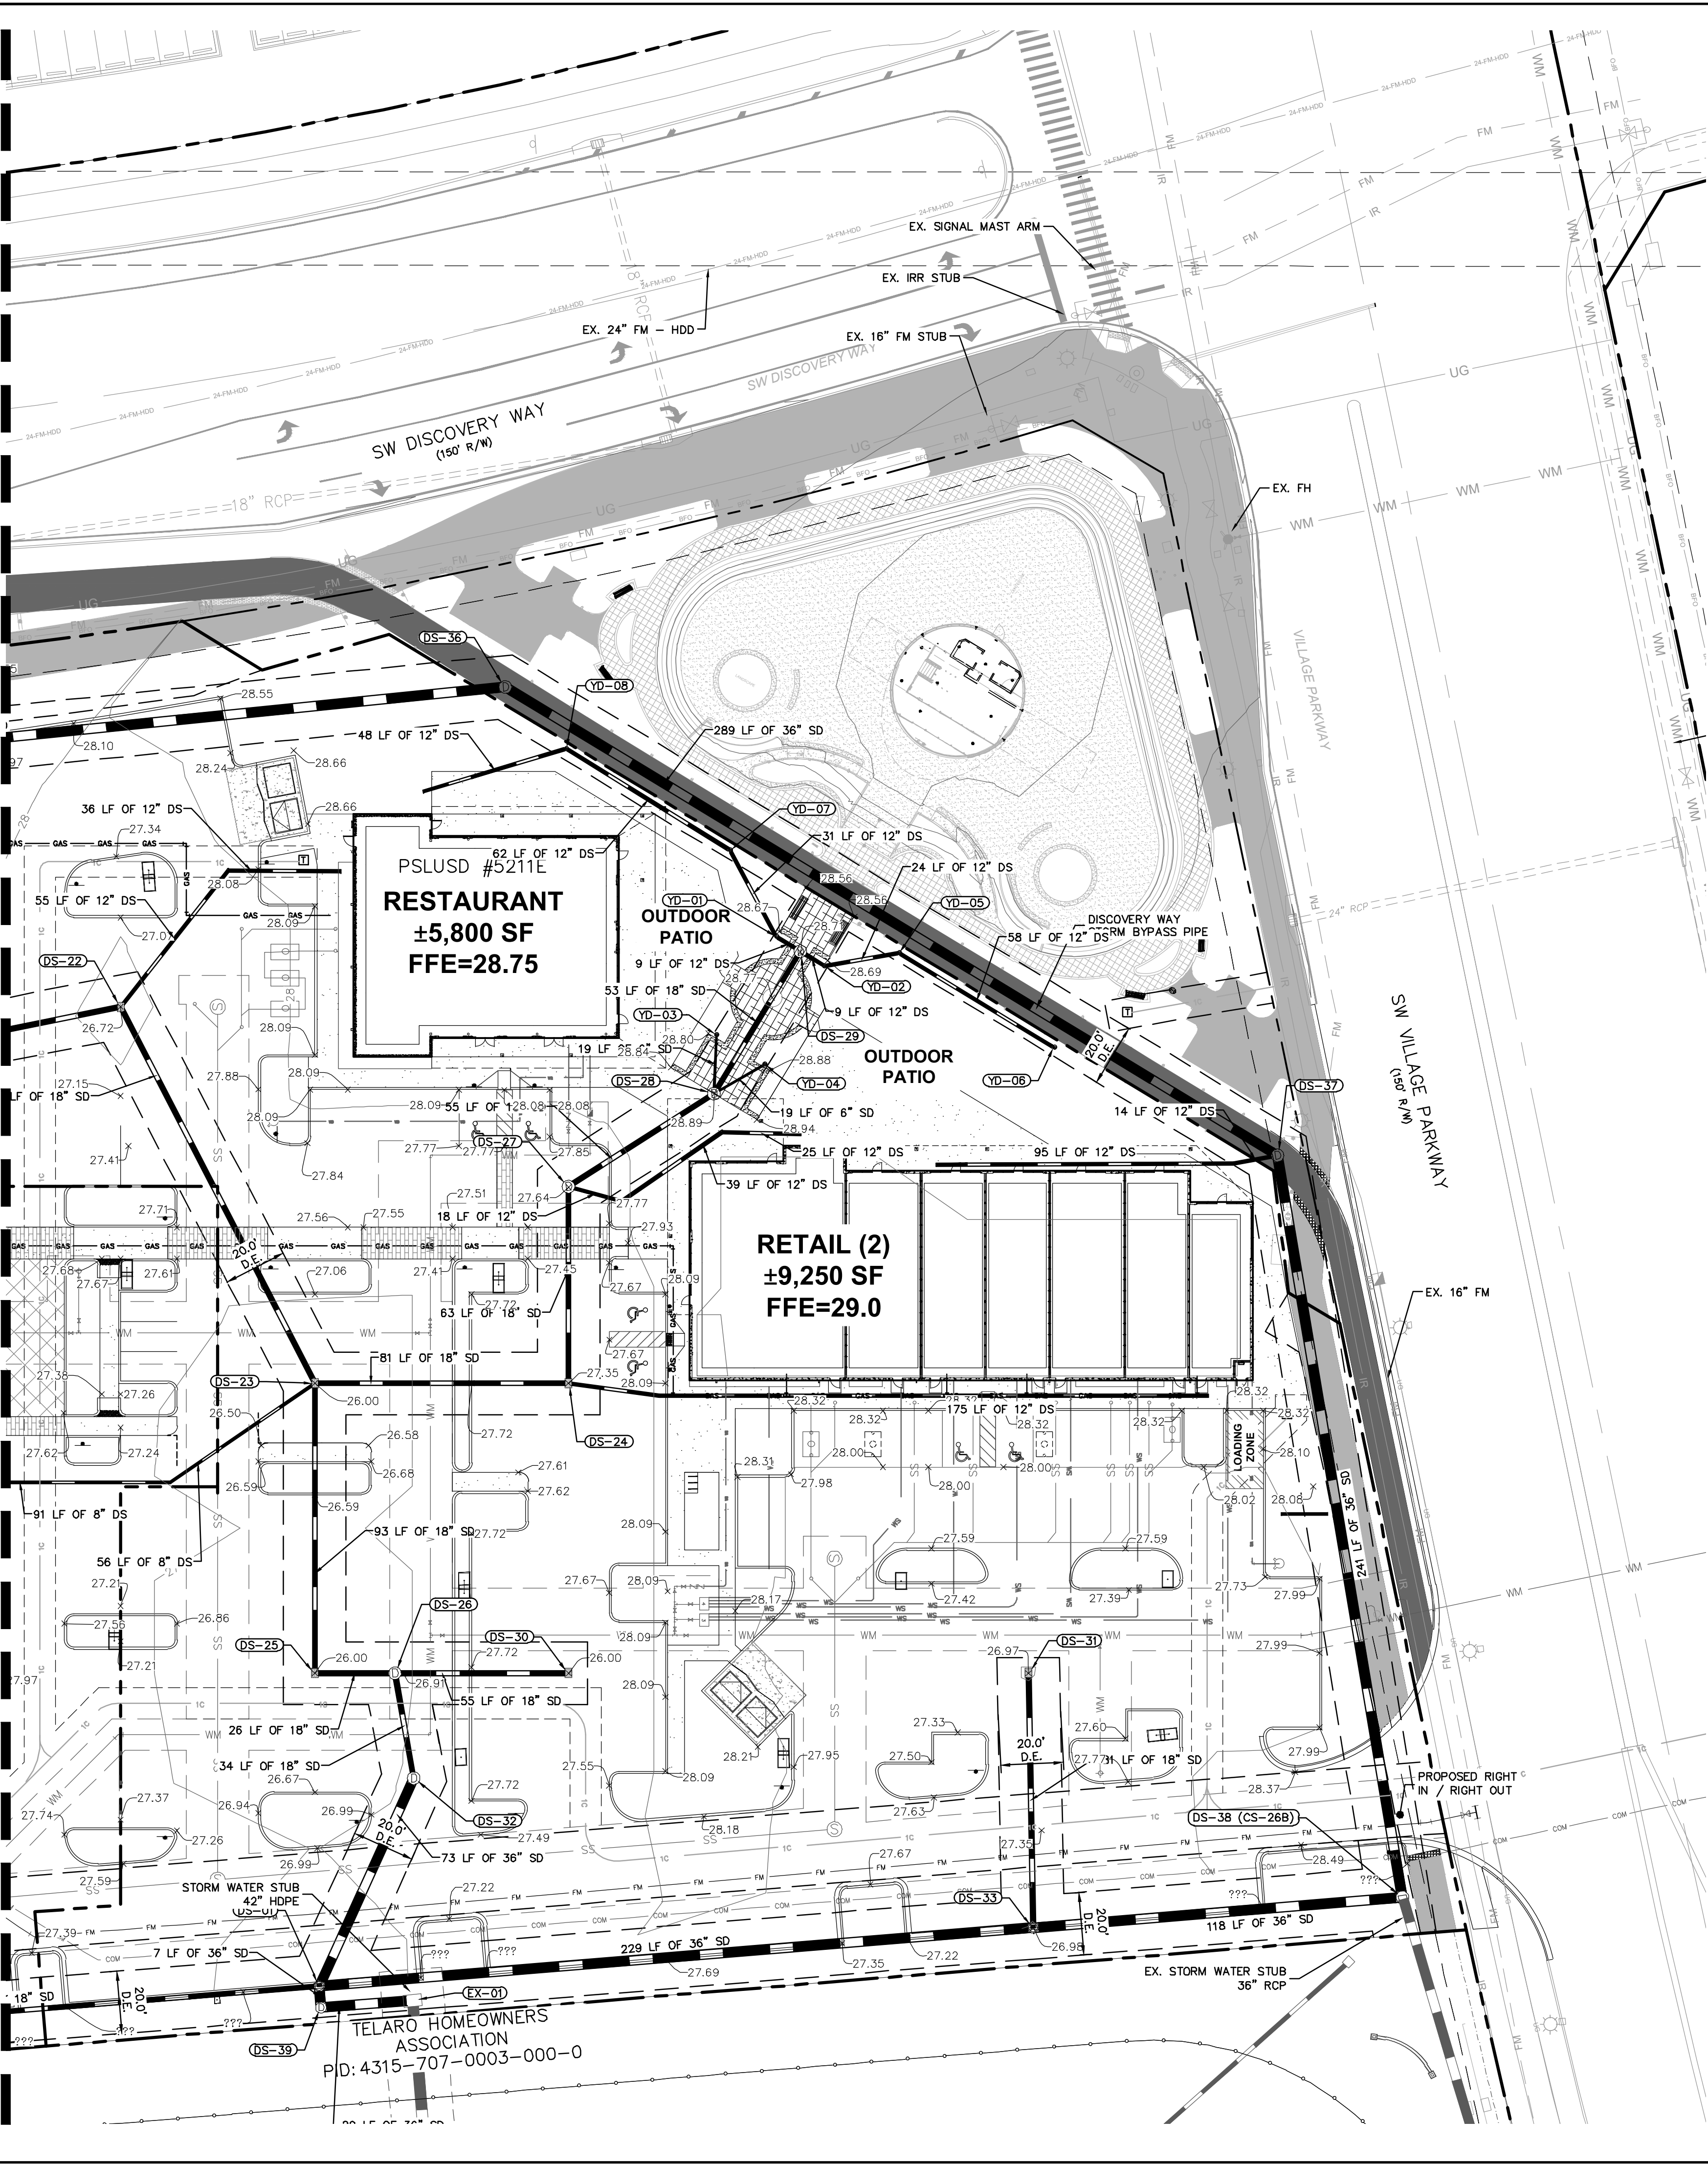 24-FM-HDD
EX. SIGNAL MAST ARM
EX. IRR STUB
EX. 24" FM – HDD
EX. 16" FM STUB
18" RCP
SW DISCOVERY WAY
SW DISCOVERY WAY
(150' R/W)
18" RCP
EX. FH
VILLAGE PARKWAY
DS-36
YD-08
28.55
28.10
48 LF OF 12" DS
289 LF OF 36" SD
28.24
28.66
28.66
36 LF OF 12" DS
27.34
YD-07
31 LF OF 12" DS
62 LF OF 12" DS
24 LF OF 12" DS
PSLUSD #5211E
RESTAURANT
±5,800 SF
FFE=28.75
28.08
55 LF OF 12" DS
27.07
28.09
YD-01
28.67
28.56
28.56
YD-05
OUTDOOR
PATIO
DISCOVERY WAY
STORM BYPASS PIPE
58 LF OF 12" DS
24" RCP
DS-22
26.72
9 LF OF 12" DS
28.69
YD-02
53 LF OF 18" SD
9 LF OF 12" DS
YD-03
DS-29
28.80
28.84
28.88
OUTDOOR
PATIO
20.0'
D.E.
SW VILLAGE PARKWAY
(150' R/W)
28.09
28.09
27.88
27.15
LF OF 18" SD
DS-28
YD-04
YD-06
DS-37
14 LF OF 12" DS
19 LF OF 6" SD
28.89
28.94
28.09
28.09
28.08
28.08
DS-27
27.77
27.77
27.85
27.84
27.41
25 LF OF 12" DS
95 LF OF 12" DS
39 LF OF 12" DS
27.71
27.56
27.55
27.51
27.64
27.77
18 LF OF 12" DS
27.93
RETAIL (2)
±9,250 SF
FFE=29.0
20.0'
D.E.
27.68
27.67
27.61
27.06
27.41
27.45
27.67
28.09
27.72
63 LF OF 18" SD
EX. 16" FM
27.67
81 LF OF 18" SD
DS-23
26.00
27.35
28.09
27.38
27.26
26.50
DS-24
175 LF OF 12" DS
28.32
28.32
28.32
28.32
28.32
28.32
27.62
27.24
26.58
26.68
26.59
26.59
27.72
27.61
27.62
28.31
27.98
28.00
28.00
28.00
LOADING
ZONE
28.10
28.02
28.08
91 LF OF 8" DS
93 LF OF 18" SD
27.72
28.09
241 LF OF 36" SD
56 LF OF 8" DS
27.21
27.67
28.09
27.59
27.59
27.42
27.39
27.73
27.99
27.56
26.86
27.21
DS-26
28.17
28.09
DS-25
26.00
26.91
DS-30
27.72
26.00
26.97
DS-31
27.99
27.97
55 LF OF 18" SD
28.09
26 LF OF 18" SD
34 LF OF 18" SD
28.21
27.95
27.33
27.50
27.63
20.0'
D.E.
27.60
27.77
27.99
28.37
26.67
26.94
26.99
26.99
27.55
28.09
28.18
27.72
27.49
27.74
27.37
27.26
27.59
20.0'
D.E.
DS-32
73 LF OF 36" SD
PROPOSED RIGHT
IN / RIGHT OUT
DS-38 (CS-26B)
27.35
28.49
27.67
STORM WATER STUB
42" HDPE
27.22
DS-33
27.39
7 LF OF 36" SD
229 LF OF 36" SD
27.69
27.35
27.22
26.98
118 LF OF 36" SD
20.0'
D.E.
???
???
???
???
???
???
18" SD
20.0'
D.E.
EX-01
EX. STORM WATER STUB
36" RCP
DS-39
TELARO HOMEOWNERS
ASSOCIATION
PID: 4315-707-0003-000-0